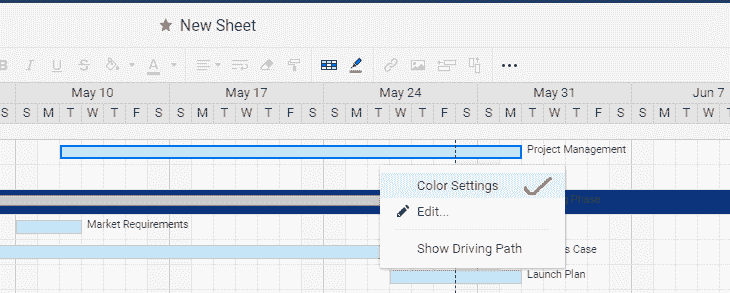 New Sheet
B I U S A
May 10 May 17 May 24 May 31 Jun 7
S S M T W T F S S M T W T F S S M T W T F S S M T W T F S S M T W
Project Management
Color Settings
Phase
Edit...
Market Requirements
Show Driving Path
s Case
Launch Plan